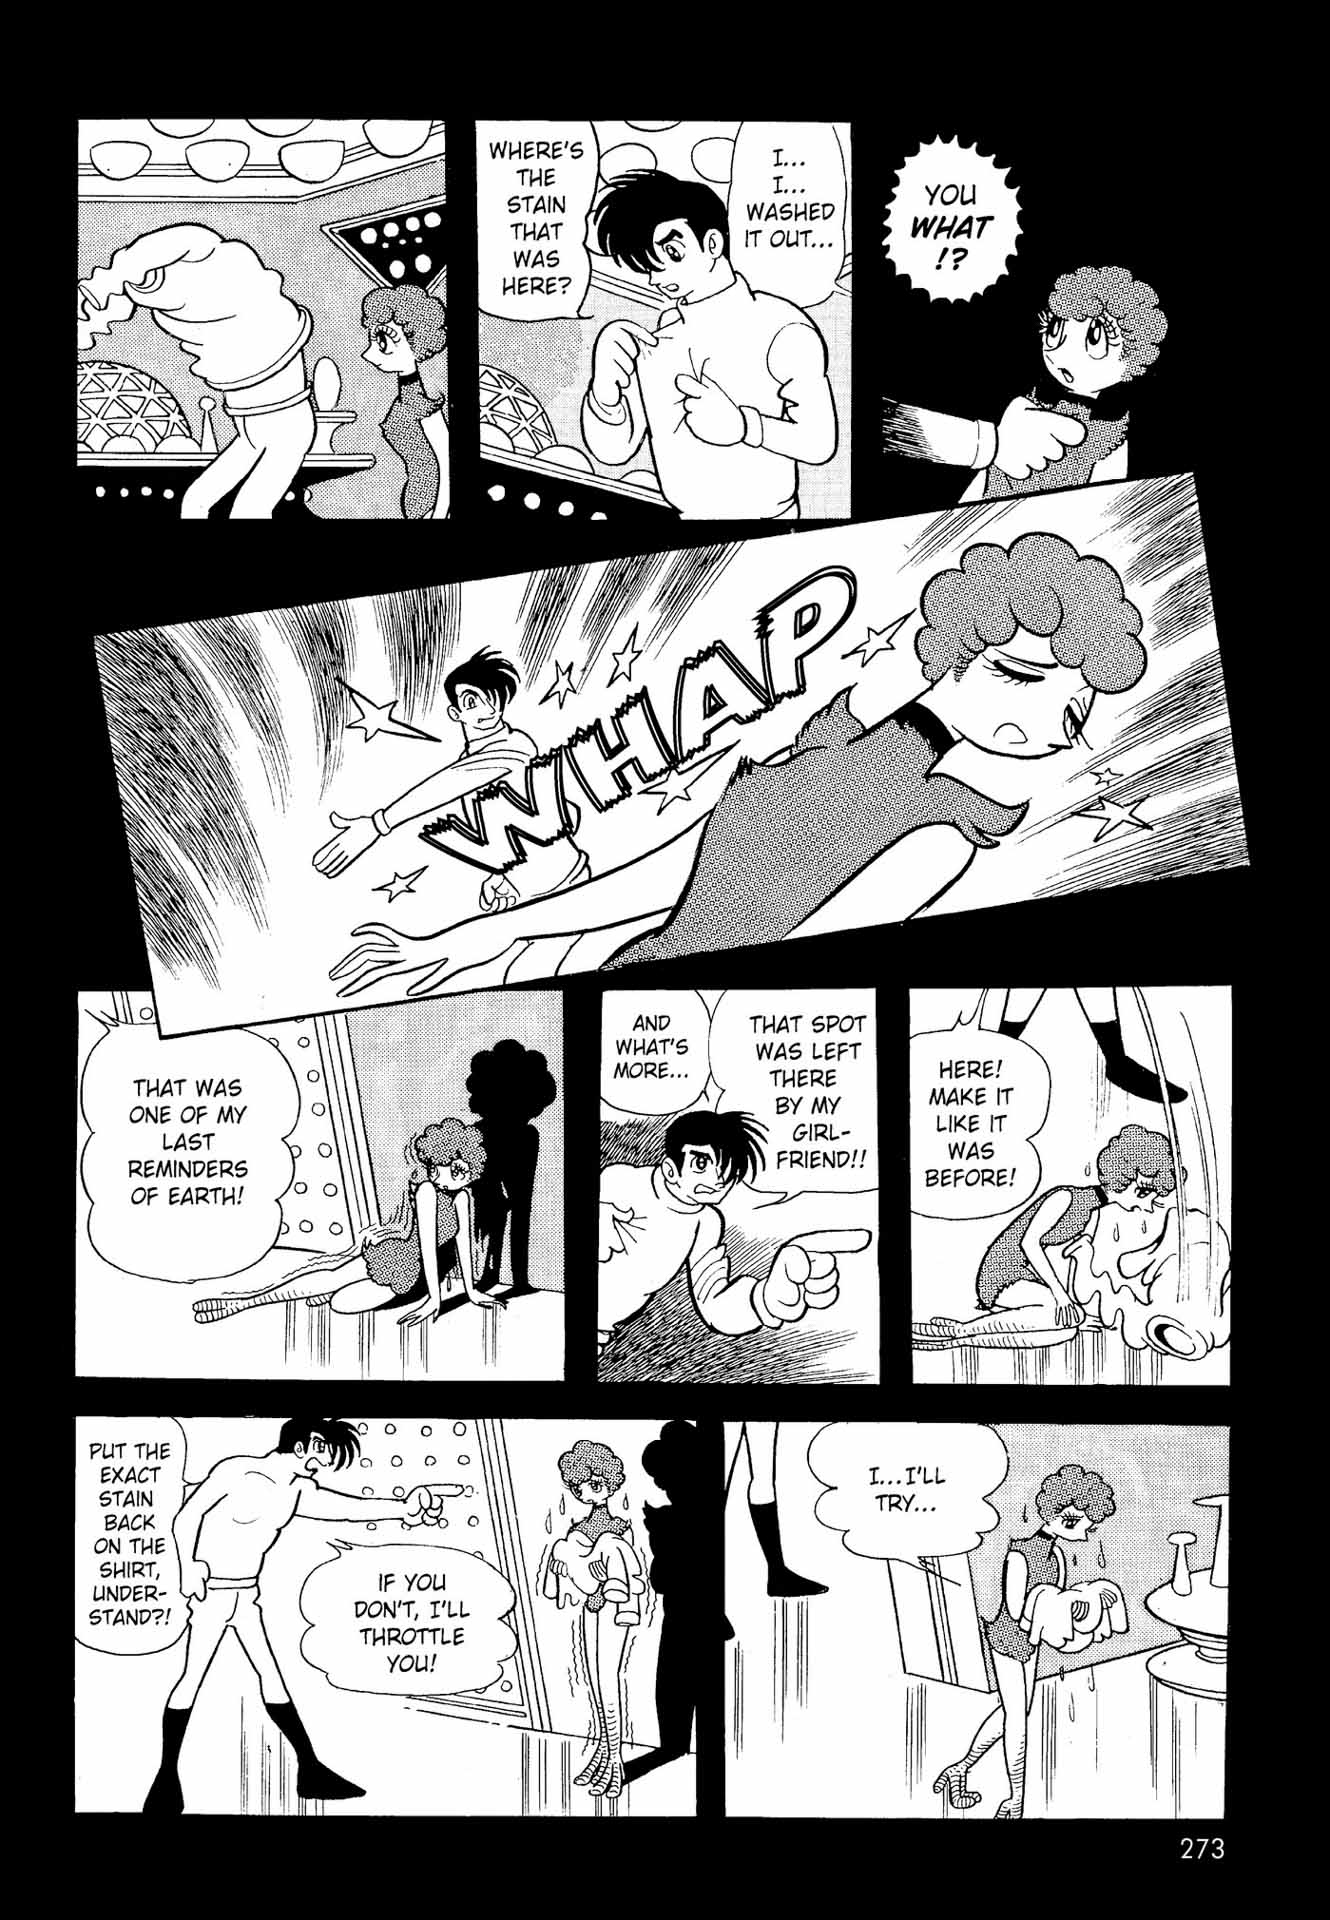 WHERE'S
THE
STAIN
THAT
WAS
HERE?
I...
I...
WASHED
IT OUT...
YOU
WHAT
!?
WHAP
THAT WAS
ONE OF MY
LAST
REMINDERS
OF EARTH!
AND
WHAT'S
MORE...
THAT SPOT
WAS LEFT
THERE
BY MY
GIRL-
FRIEND!!
HERE!
MAKE IT
LIKE IT
WAS
BEFORE!
PUT THE
EXACT
STAIN
BACK
ON THE
SHIRT,
UNDER-
STAND?!
IF YOU
DON'T, I'LL
THROTTLE
YOU!
I...I'LL
TRY...
273